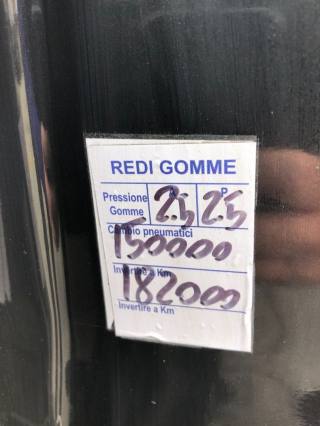 REDI GOMME
Pressione Gomme A 2.5 P 2.5
Cambio pneumatici
150000
Invertire a Km
182000
Invertire a Km